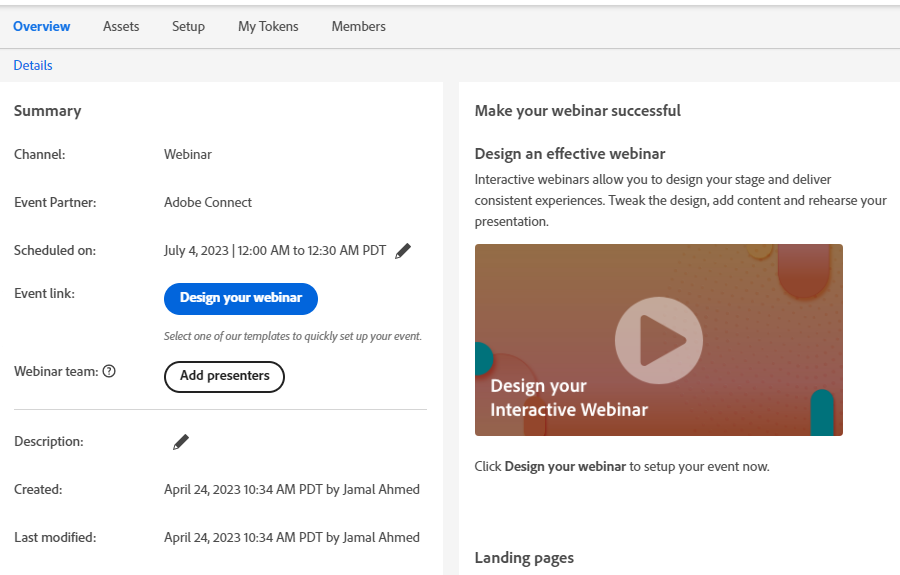 Overview Assets Setup My Tokens Members
Details
Summary
Channel: Webinar
Event Partner: Adobe Connect
Scheduled on: July 4, 2023 | 12:00 AM to 12:30 AM PDT
Event link: Design your webinar
Select one of our templates to quickly set up your event.
Webinar team: ? Add presenters
Description:
Created: April 24, 2023 10:34 AM PDT by Jamal Ahmed
Last modified: April 24, 2023 10:34 AM PDT by Jamal Ahmed
Make your webinar successful
Design an effective webinar
Interactive webinars allow you to design your stage and deliver
consistent experiences. Tweak the design, add content and rehearse your
presentation.
Design your
Interactive Webinar
Click Design your webinar to setup your event now.
Landing pages